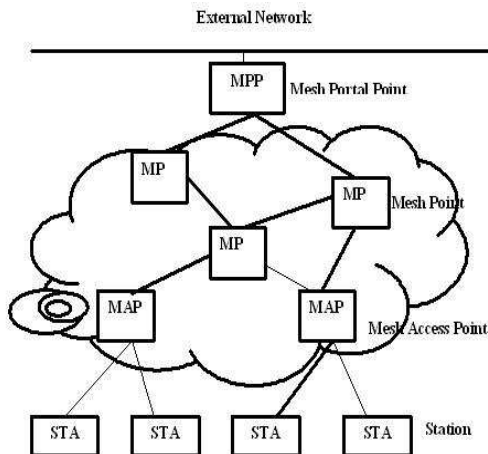 External Network
MPP
Mesh Portal Point
MP
MP
Mesh Point
MP
MAP
MAP
Mesh Access Point
STA
STA
STA
STA
Station